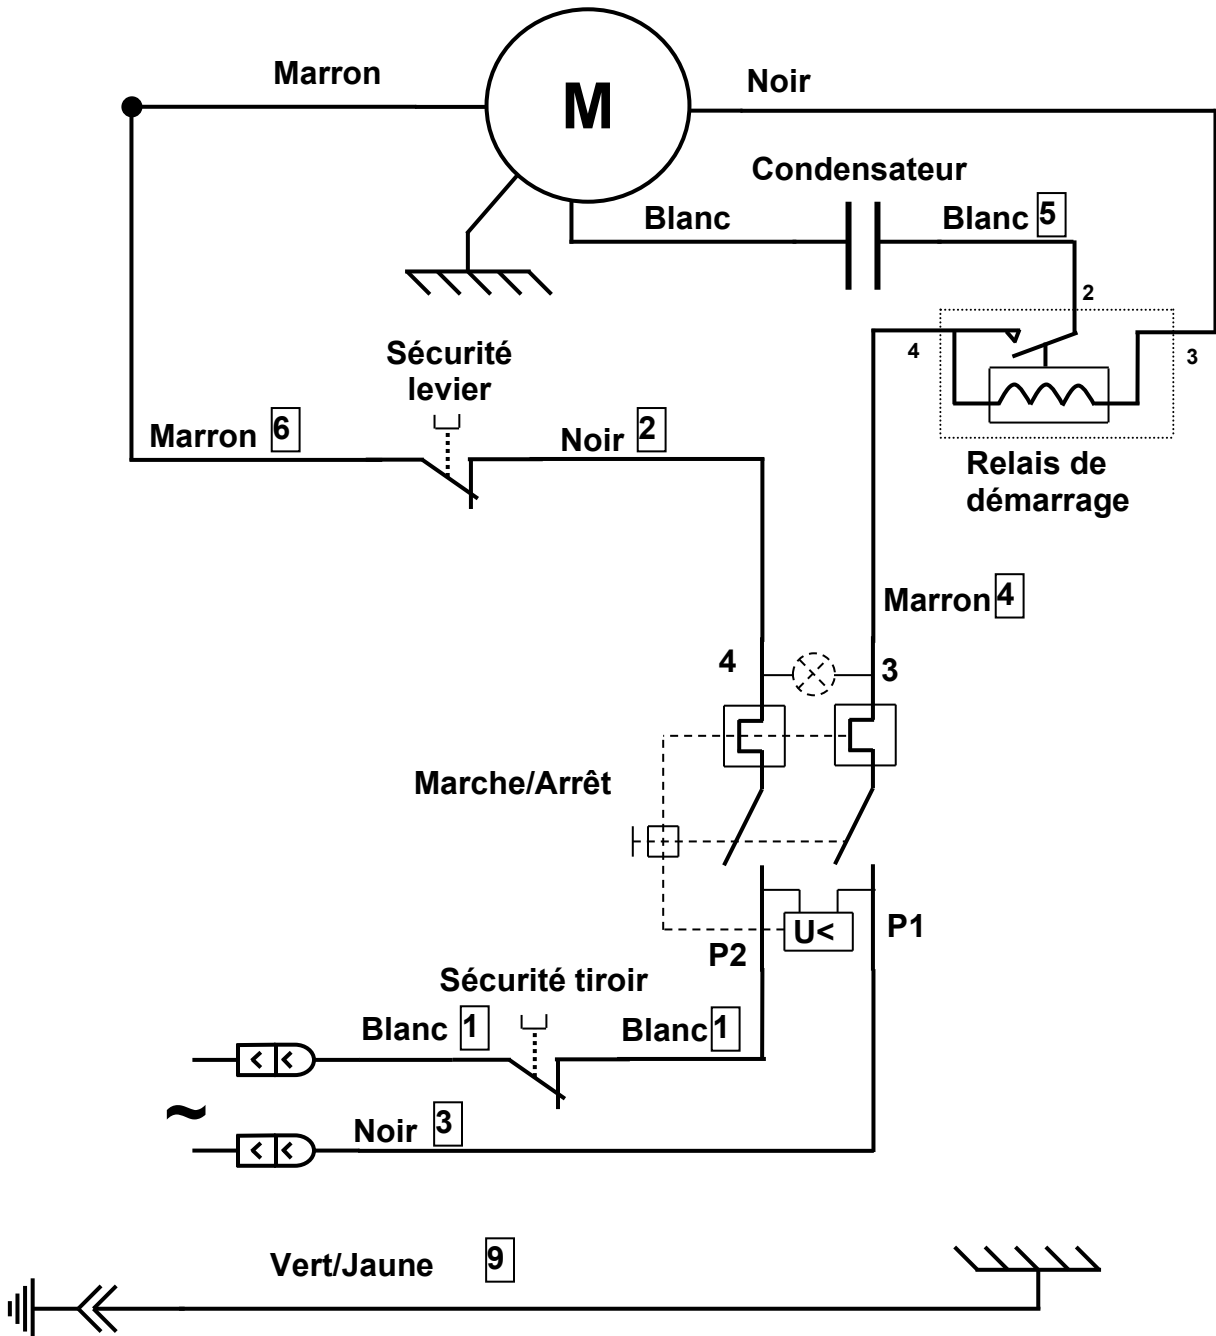 Marron
M
Noir
Condensateur
Blanc
Blanc 5
2
4
3
Sécurité
levier
Marron 6
Noir 2
Relais de
démarrage
Marron 4
4
3
Marche/Arrêt
U<
P1
P2
Sécurité tiroir
Blanc 1
Blanc 1
~
Noir 3
Vert/Jaune 9